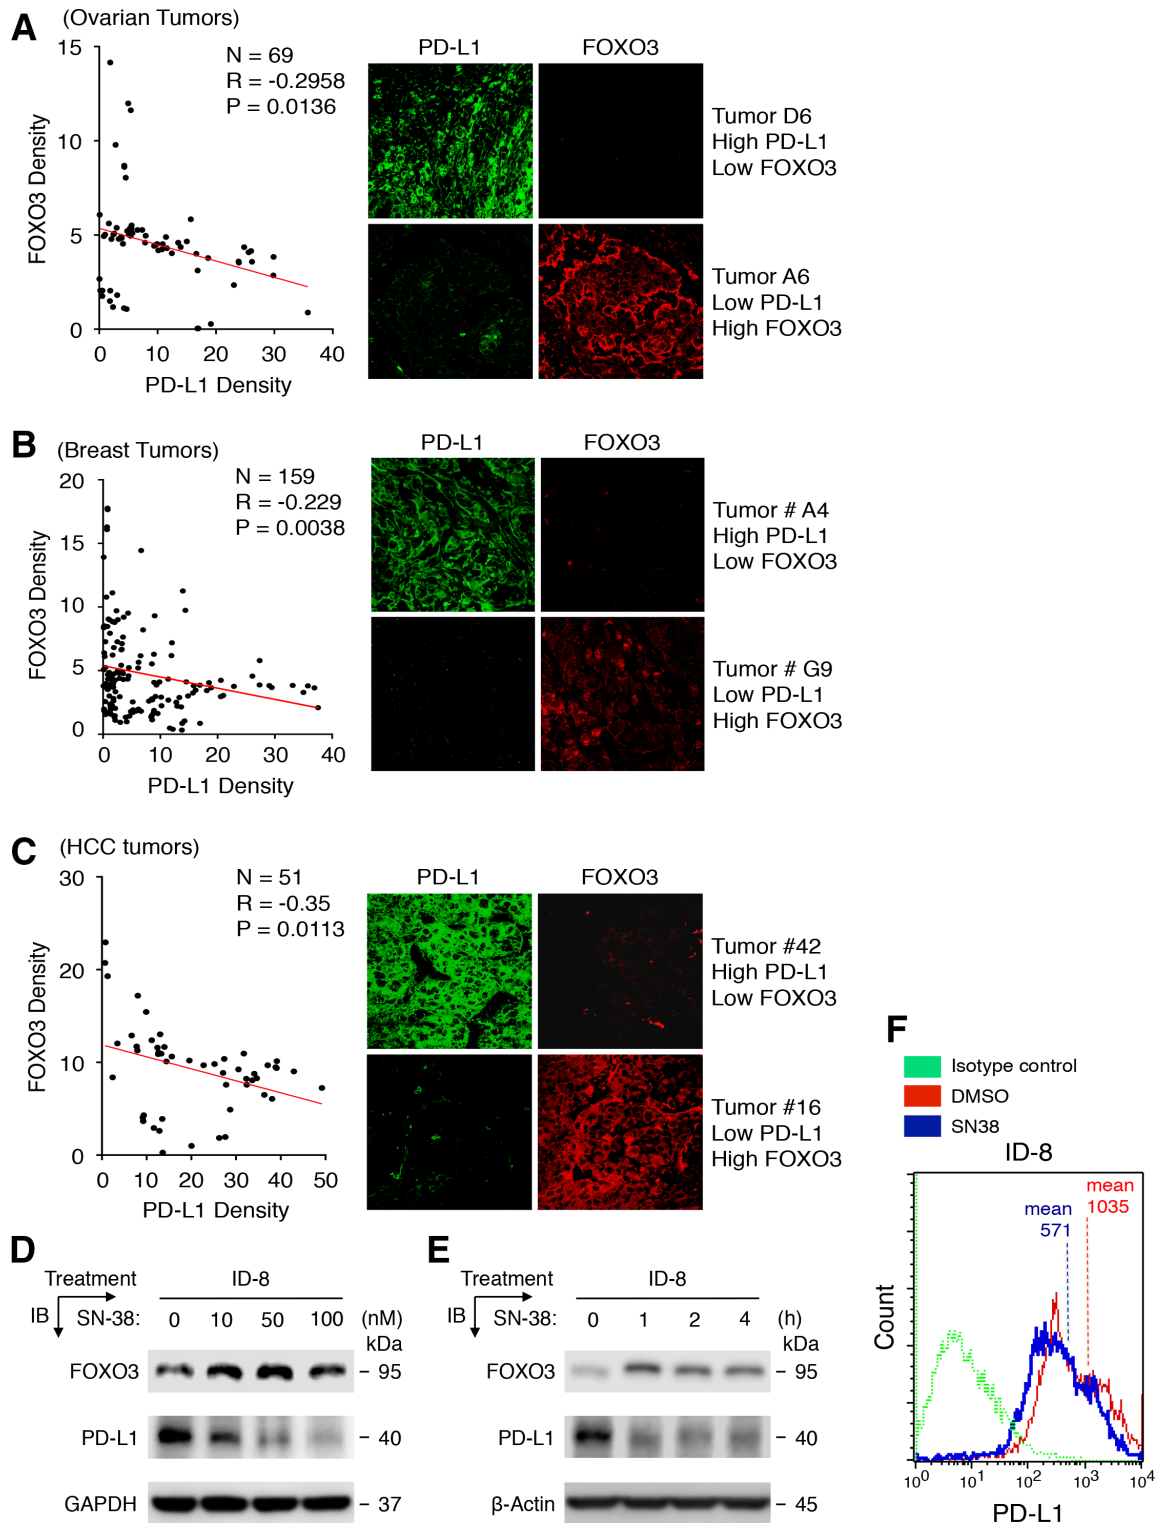 A
(Ovarian Tumors)
N = 69
R = -0.2958
P = 0.0136
FOXO3 Density
15
10
5
0
0 10 20 30 40
PD-L1 Density
PD-L1 FOXO3
Tumor D6
High PD-L1
Low FOXO3
Tumor A6
Low PD-L1
High FOXO3
B
(Breast Tumors)
N = 159
R = -0.229
P = 0.0038
FOXO3 Density
20
15
10
5
0
0 10 20 30 40
PD-L1 Density
PD-L1 FOXO3
Tumor # A4
High PD-L1
Low FOXO3
Tumor # G9
Low PD-L1
High FOXO3
C
(HCC tumors)
N = 51
R = -0.35
P = 0.0113
FOXO3 Density
30
20
10
0
0 10 20 30 40 50
PD-L1 Density
PD-L1 FOXO3
Tumor #42
High PD-L1
Low FOXO3
Tumor #16
Low PD-L1
High FOXO3
D
Treatment ID-8
IB SN-38: 0 10 50 100 (nM)
kDa
FOXO3 - 95
PD-L1 - 40
GAPDH - 37
E
Treatment ID-8
IB SN-38: 0 1 2 4 (h)
kDa
FOXO3 - 95
PD-L1 - 40
β-Actin - 45
F
Isotype control
DMSO
SN38
ID-8
mean
1035
mean
571
Count
10⁰ 10¹ 10² 10³ 10⁴
PD-L1